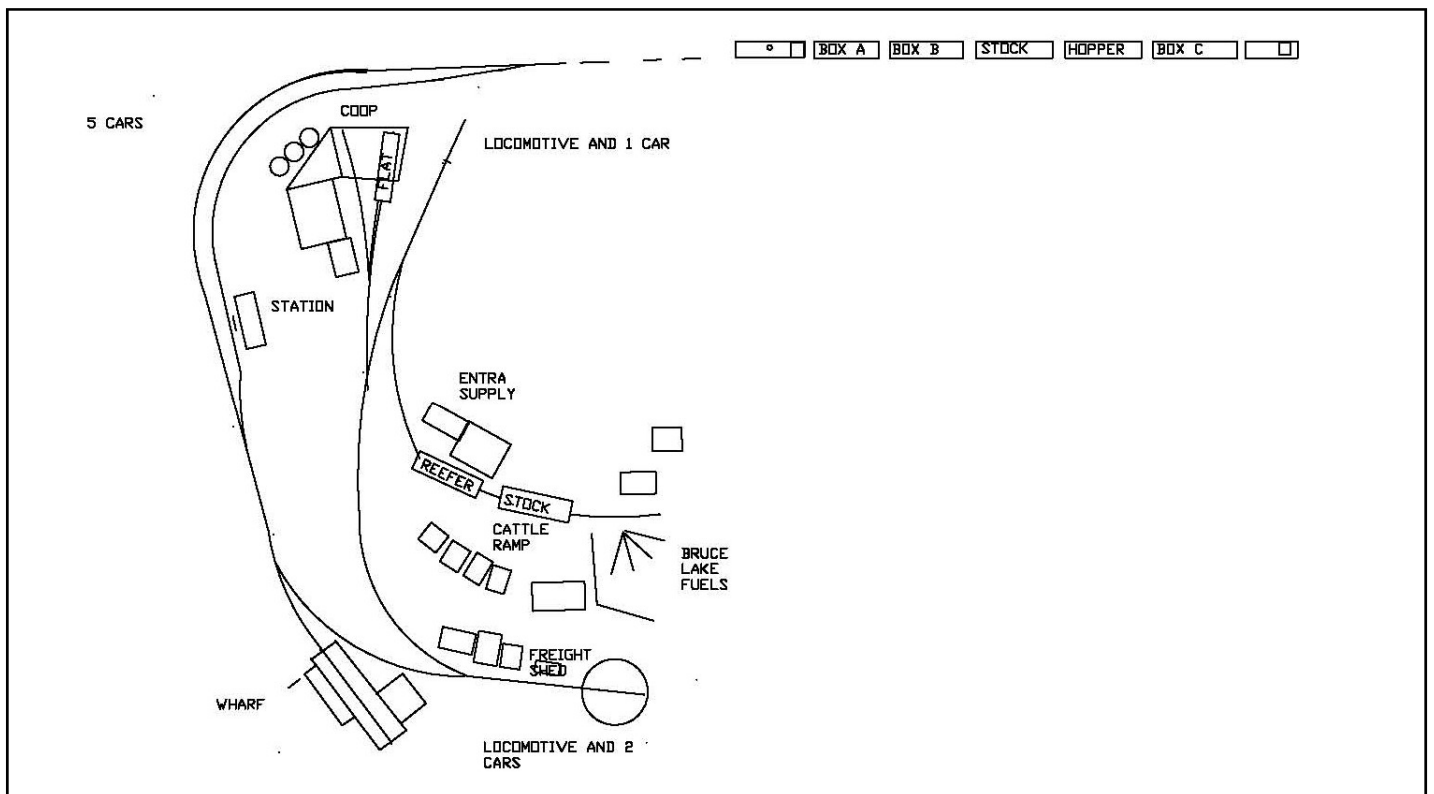 BOX A
BOX B
STOCK
HOPPER
BOX C
5 CARS
COOP
LOCOMOTIVE AND 1 CAR
FLAT
STATION
ENTRA
SUPPLY
REEFER
STOCK
CATTLE
RAMP
BRUCE
LAKE
FUELS
FREIGHT
SHED
WHARF
LOCOMOTIVE AND 2
CARS